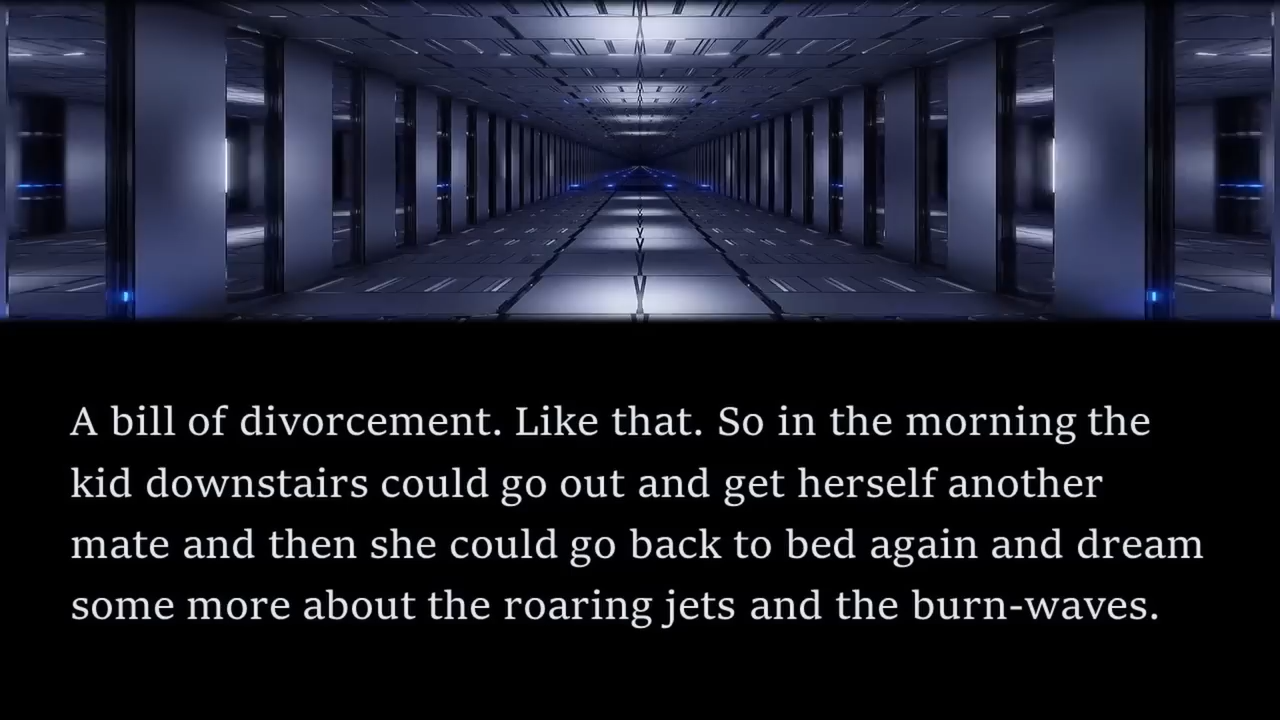 A bill of divorcement. Like that. So in the morning the
kid downstairs could go out and get herself another
mate and then she could go back to bed again and dream
some more about the roaring jets and the burn-waves.